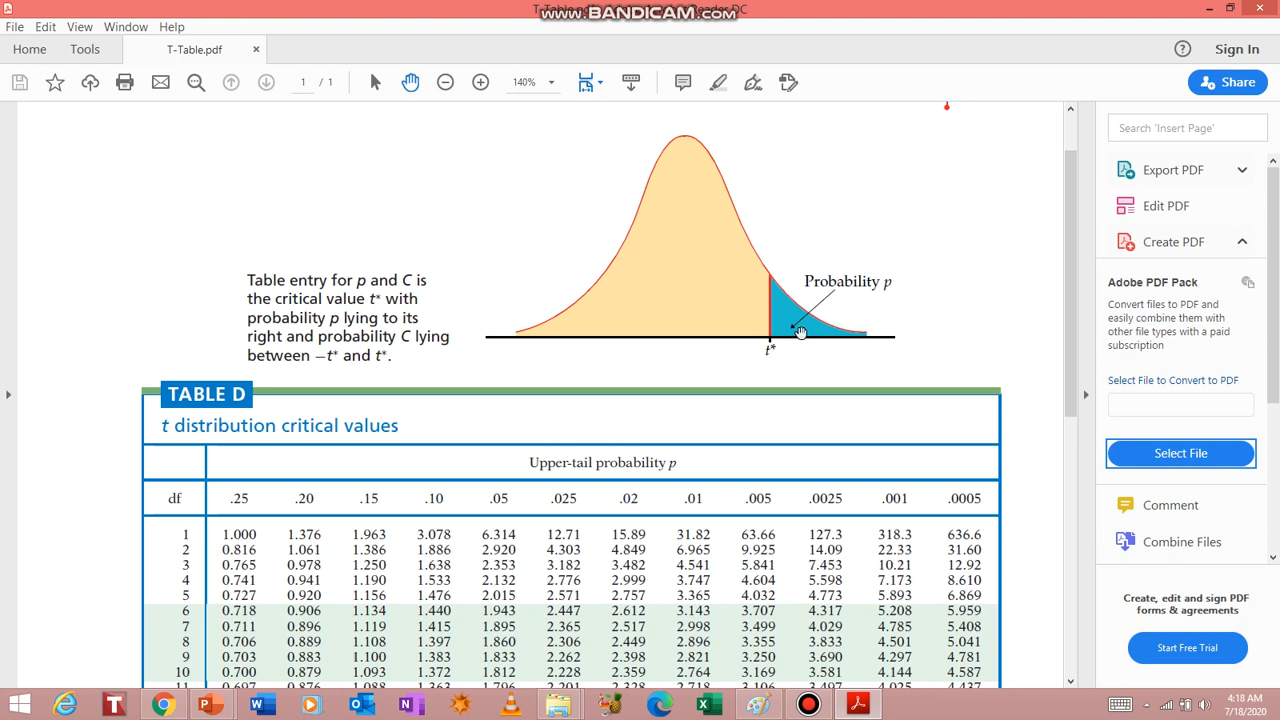 www.BANDICAM.com
File Edit View Window Help
Home Tools T-Table.pdf × Sign In
1 / 1 140% Share
Search 'Insert Page'
Export PDF
Edit PDF
Create PDF
Adobe PDF Pack
Convert files to PDF and
easily combine them with
other file types with a paid
subscription
Select File to Convert to PDF
Select File
Comment
Combine Files
Create, edit and sign PDF
forms & agreements
Start Free Trial
Probability p
t*
Table entry for p and C is
the critical value t* with
probability p lying to its
right and probability C lying
between −t* and t*.
TABLE D
t distribution critical values
Upper-tail probability p
df .25 .20 .15 .10 .05 .025 .02 .01 .005 .0025 .001 .0005
1 1.000 1.376 1.963 3.078 6.314 12.71 15.89 31.82 63.66 127.3 318.3 636.6
2 0.816 1.061 1.386 1.886 2.920 4.303 4.849 6.965 9.925 14.09 22.33 31.60
3 0.765 0.978 1.250 1.638 2.353 3.182 3.482 4.541 5.841 7.453 10.21 12.92
4 0.741 0.941 1.190 1.533 2.132 2.776 2.999 3.747 4.604 5.598 7.173 8.610
5 0.727 0.920 1.156 1.476 2.015 2.571 2.757 3.365 4.032 4.773 5.893 6.869
6 0.718 0.906 1.134 1.440 1.943 2.447 2.612 3.143 3.707 4.317 5.208 5.959
7 0.711 0.896 1.119 1.415 1.895 2.365 2.517 2.998 3.499 4.029 4.785 5.408
8 0.706 0.889 1.108 1.397 1.860 2.306 2.449 2.896 3.355 3.833 4.501 5.041
9 0.703 0.883 1.100 1.383 1.833 2.262 2.398 2.821 3.250 3.690 4.297 4.781
10 0.700 0.879 1.093 1.372 1.812 2.228 2.359 2.764 3.169 3.581 4.144 4.587
4:18 AM
7/18/2020